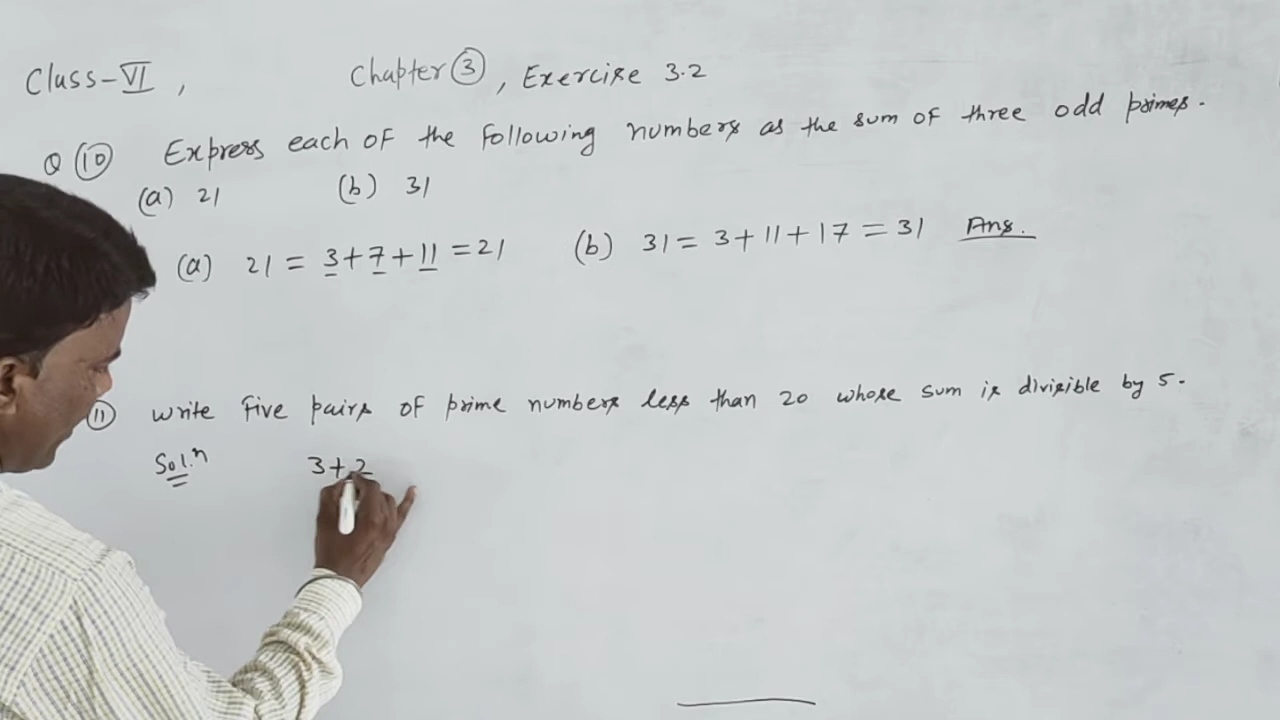 Class-VI, Chapter 3, Exercise 3.2
Q 10 Express each of the following numbers as the sum of three odd primes.
(a) 21 (b) 31
(a) 21 = 3+7+11 = 21 (b) 31 = 3+11+17 = 31 Ans.
11 write five pairs of prime numbers less than 20 whose sum is divisible by 5.
Sol.n 3+2